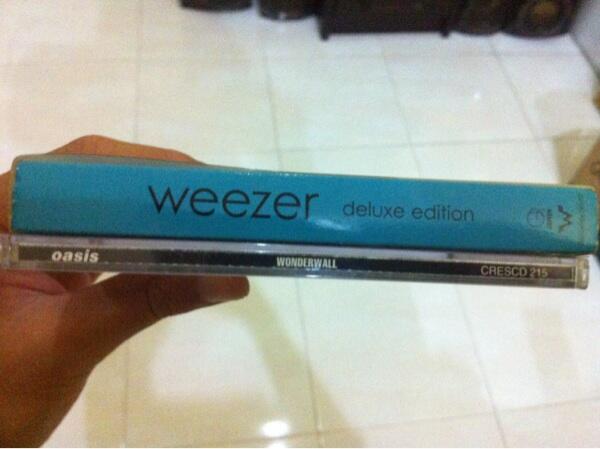 weezer deluxe edition
oasis WONDERWALL CRESCD 215